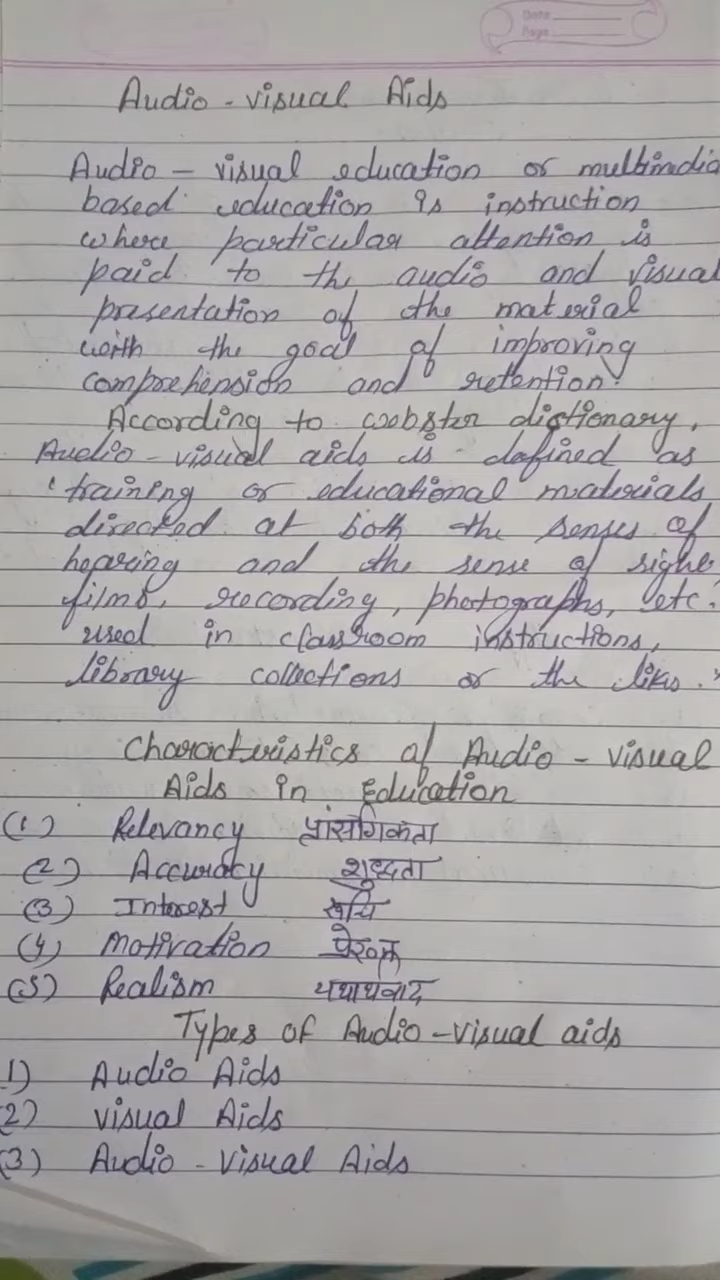 Date
Page
Audio - visual Aids
Audio - visual education or multimedia
based education is instruction
where particular attention is
paid to the audio and visual
presentation of the material
worth the goal of improving
comprehension and retention.
According to webster dictionary,
Audio - visual aids is defined as
'training or educational materials
directed at both the senses of
hearing and the sense of sight
films, recording, photographs, etc.
used in classroom instructions,
library collections or the likes.'
Characteristics of Audio - visual
Aids in Education
(1) Relevancy प्रांसगिकता
(2) Accuracy शुद्धता
(3) Interest रूचि
(4) Motivation
(5) Realism यथाथवाद
Types of Audio - visual aids
1) Audio Aids
2) visual Aids
(3) Audio - visual Aids